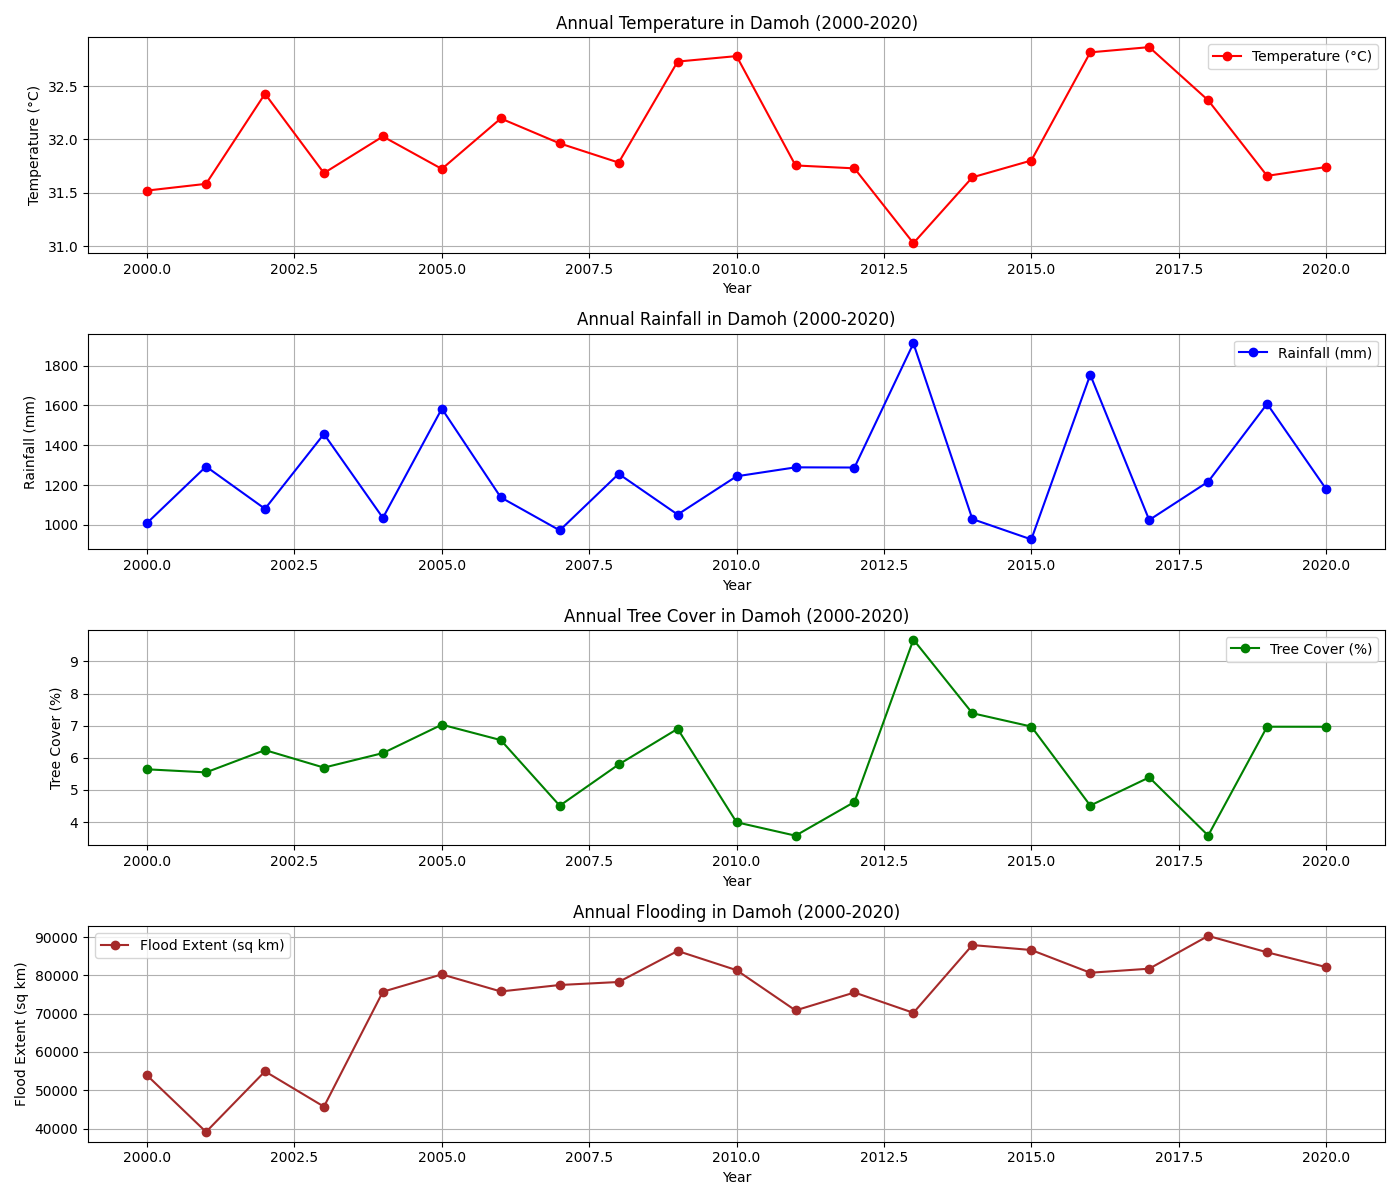 Annual Temperature in Damoh (2000-2020)
Temperature (°C)
Temperature (°C)
32.5
32.0
31.5
31.0
2000.0 2002.5 2005.0 2007.5 2010.0 2012.5 2015.0 2017.5 2020.0
Year
Annual Rainfall in Damoh (2000-2020)
Rainfall (mm)
Rainfall (mm)
1800
1600
1400
1200
1000
2000.0 2002.5 2005.0 2007.5 2010.0 2012.5 2015.0 2017.5 2020.0
Year
Annual Tree Cover in Damoh (2000-2020)
Tree Cover (%)
Tree Cover (%)
9
8
7
6
5
4
2000.0 2002.5 2005.0 2007.5 2010.0 2012.5 2015.0 2017.5 2020.0
Year
Annual Flooding in Damoh (2000-2020)
Flood Extent (sq km)
Flood Extent (sq km)
90000
80000
70000
60000
50000
40000
2000.0 2002.5 2005.0 2007.5 2010.0 2012.5 2015.0 2017.5 2020.0
Year